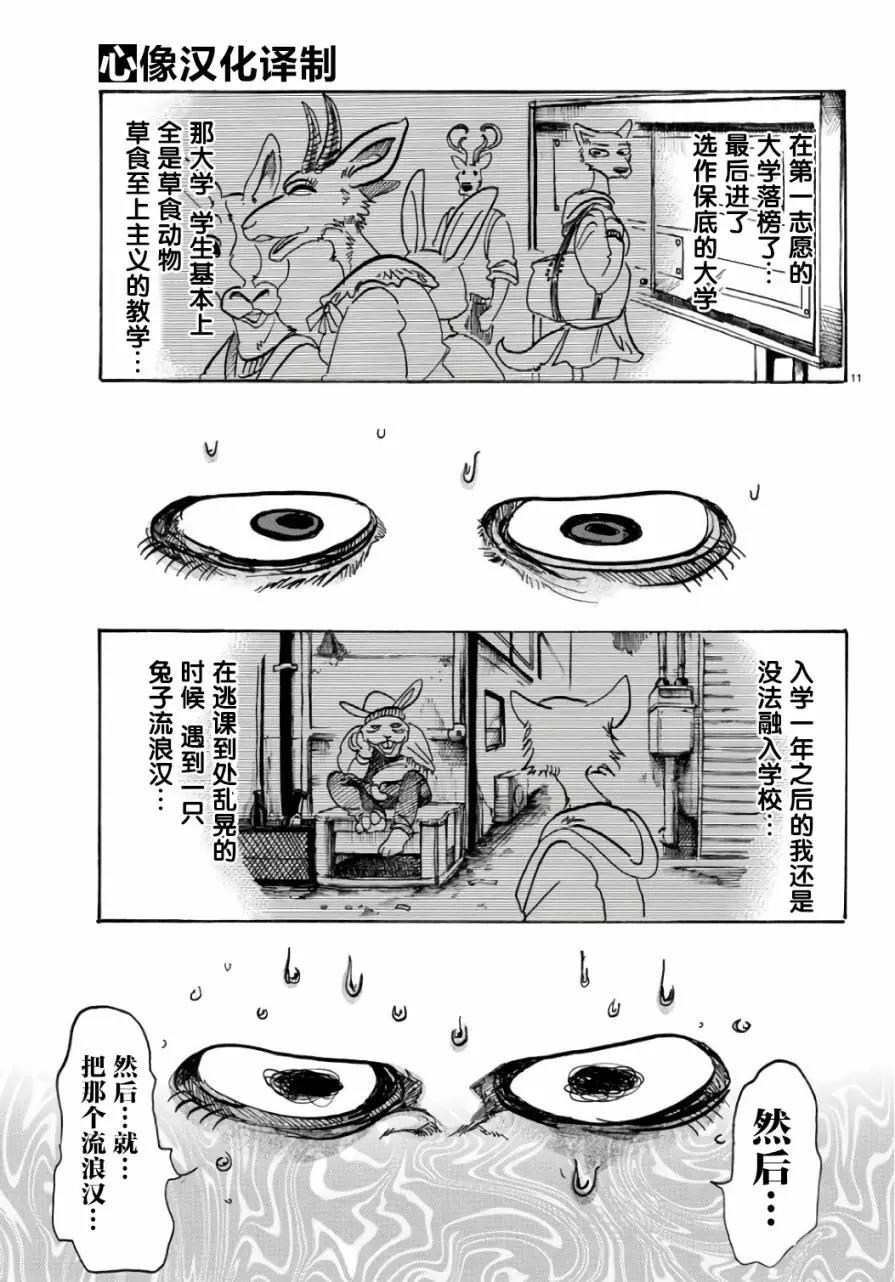 心像汉化译制
在第一志愿的
大学落榜了…
最后进了
选作保底的大学
那大学 学生基本上
全是草食动物
草食至上主义的教学…
11
入学一年之后的我还是
没法融入学校…
在逃课到处乱晃的
时候 遇到一只
兔子流浪汉…
然后…
然后…就…
把那个流浪汉…